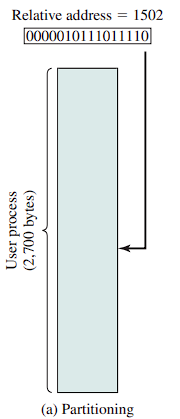 Relative address = 1502
0000010111011110
User process
(2,700 bytes)
(a) Partitioning